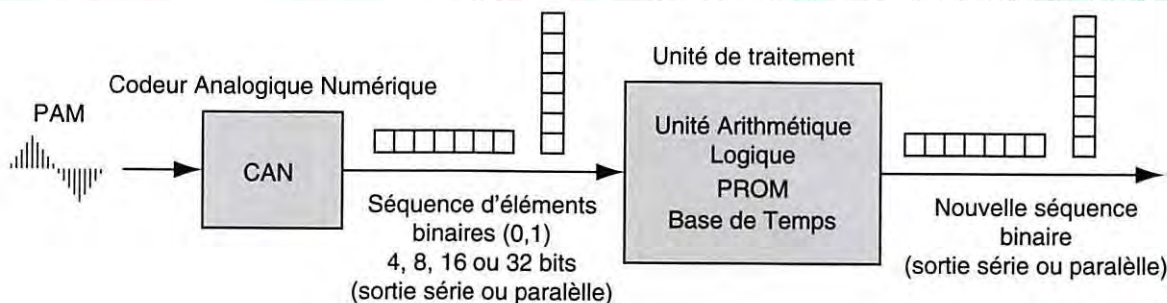 Codeur Analogique Numérique
PAM
CAN
Séquence d'éléments
binaires (0,1)
4, 8, 16 ou 32 bits
(sortie série ou paralèlle)
Unité de traitement
Unité Arithmétique
Logique
PROM
Base de Temps
Nouvelle séquence
binaire
(sortie série ou paralèlle)